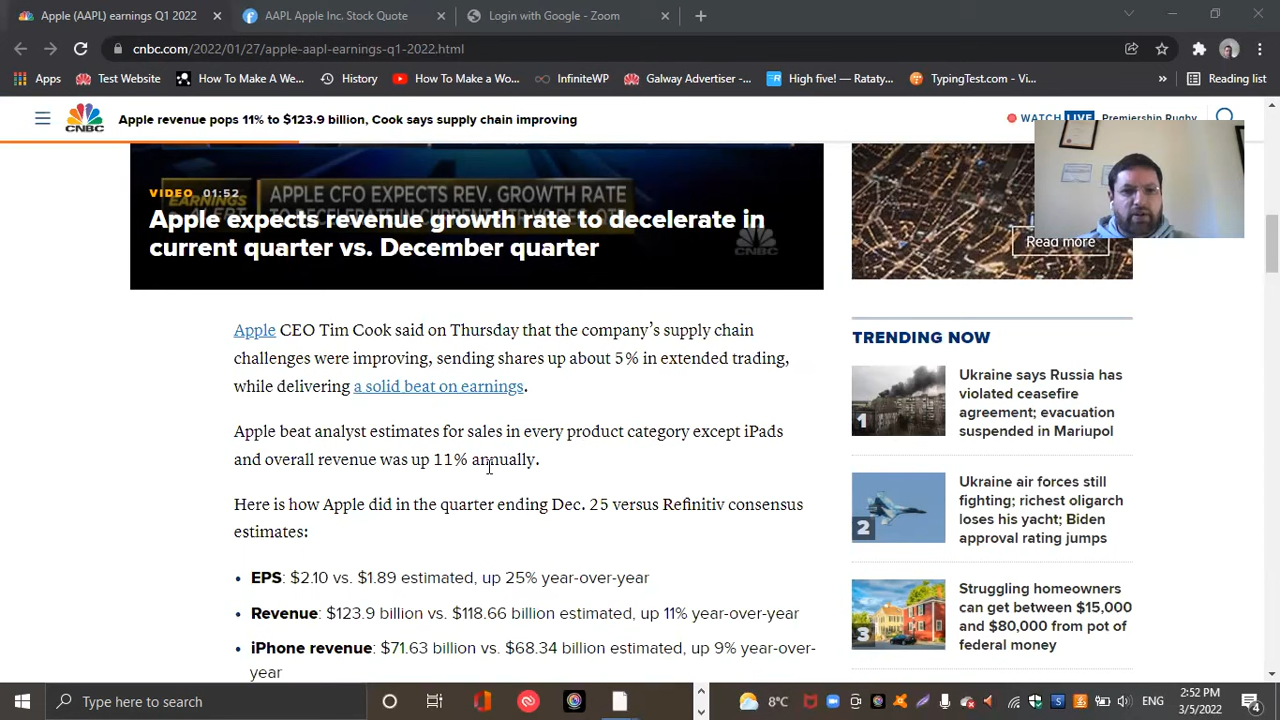 Apple (AAPL) earnings Q1 2022
AAPL Apple Inc. Stock Quote
Login with Google - Zoom
cnbc.com/2022/01/27/apple-aapl-earnings-q1-2022.html
Apps
Test Website
How To Make A We...
History
How To Make a Web...
InfiniteWP
Galway Advertiser -...
High five! — Rataty...
TypingTest.com - Vi...
»
Reading list
CNBC
Apple revenue pops 11% to $123.9 billion, Cook says supply chain improving
WATCH LIVE
Premiership Rugby
EARNINGS
APPLE CFO EXPECTS REV. GROWTH RATE
VIDEO 01:52
Apple expects revenue growth rate to decelerate in
current quarter vs. December quarter
CNBC
Read more
Apple CEO Tim Cook said on Thursday that the company’s supply chain
challenges were improving, sending shares up about 5% in extended trading,
while delivering a solid beat on earnings.
Apple beat analyst estimates for sales in every product category except iPads
and overall revenue was up 11% annually.
Here is how Apple did in the quarter ending Dec. 25 versus Refinitiv consensus
estimates:
• EPS: $2.10 vs. $1.89 estimated, up 25% year-over-year
• Revenue: $123.9 billion vs. $118.66 billion estimated, up 11% year-over-year
• iPhone revenue: $71.63 billion vs. $68.34 billion estimated, up 9% year-over-
year
TRENDING NOW
1
Ukraine says Russia has
violated ceasefire
agreement; evacuation
suspended in Mariupol
2
Ukraine air forces still
fighting; richest oligarch
loses his yacht; Biden
approval rating jumps
3
Struggling homeowners
can get between $15,000
and $80,000 from pot of
federal money
Type here to search
8°C
ENG
2:52 PM
3/5/2022
4